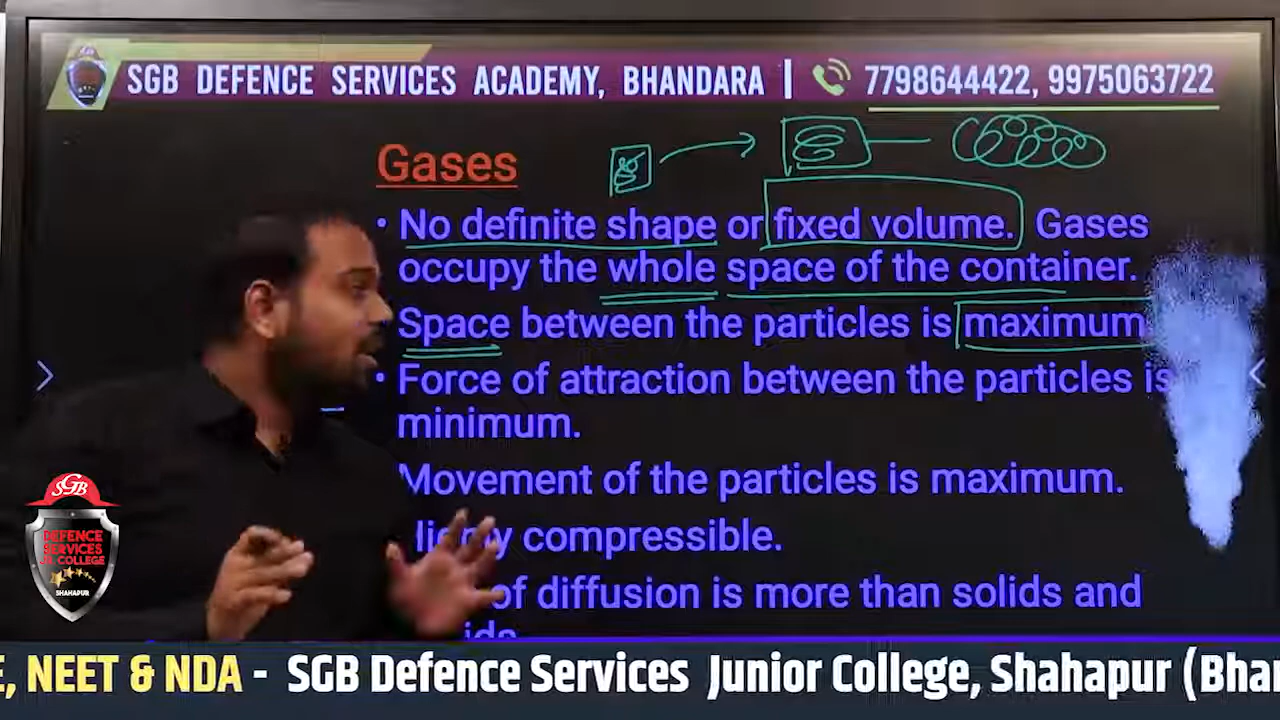 SGB DEFENCE SERVICES ACADEMY, BHANDARA | 7798644422, 9975063722
Gases
• No definite shape or fixed volume. Gases
occupy the whole space of the container.
Space between the particles is maximum
• Force of attraction between the particles is
minimum.
Movement of the particles is maximum.
compressible.
of diffusion is more than solids and
SGB
DEFENCE
SERVICES
JR. COLLEGE
SHAHAPUR
E, NEET & NDA - SGB Defence Services Junior College, Shahapur (Bhan